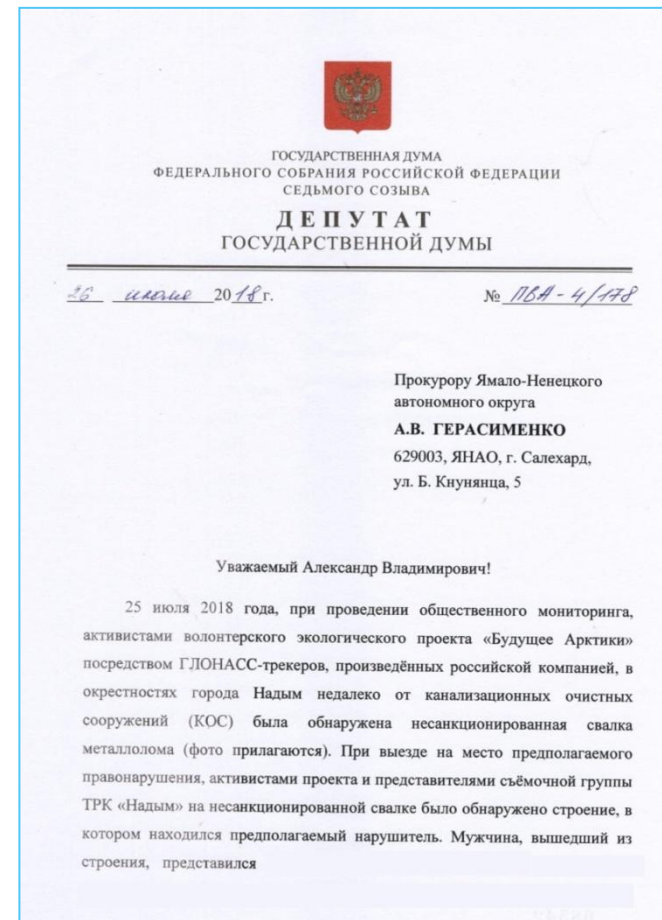 ГОСУДАРСТВЕННАЯ ДУМА
ФЕДЕРАЛЬНОГО СОБРАНИЯ РОССИЙСКОЙ ФЕДЕРАЦИИ
СЕДЬМОГО СОЗЫВА
ДЕПУТАТ
ГОСУДАРСТВЕННОЙ ДУМЫ
26 июля 2018 г.
№ ПВА-4/178
Прокурору Ямало-Ненецкого
автономного округа
А.В. ГЕРАСИМЕНКО
629003, ЯНАО, г. Салехард,
ул. Б. Кнунянца, 5
Уважаемый Александр Владимирович!
25 июля 2018 года, при проведении общественного мониторинга,
активистами волонтерского экологического проекта «Будущее Арктики»
посредством ГЛОНАСС-трекеров, произведённых российской компанией, в
окрестностях города Надым недалеко от канализационных очистных
сооружений (КОС) была обнаружена несанкционированная свалка
металлолома (фото прилагаются). При выезде на место предполагаемого
правонарушения, активистами проекта и представителями съёмочной группы
ТРК «Надым» на несанкционированной свалке было обнаружено строение, в
котором находился предполагаемый нарушитель. Мужчина, вышедший из
строения, представился